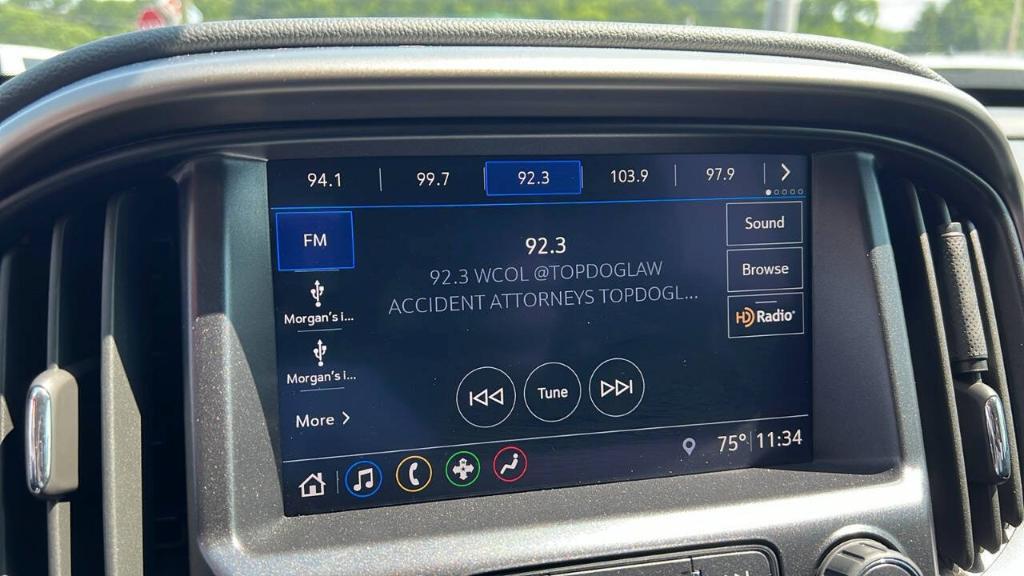 94.1 99.7 92.3 103.9 97.9
FM
92.3
92.3 WCOL @TOPDOGLAW
ACCIDENT ATTORNEYS TOPDOGL...
Sound
Browse
HD Radio
Morgan's i...
Morgan's i...
More
Tune
75° 11:34